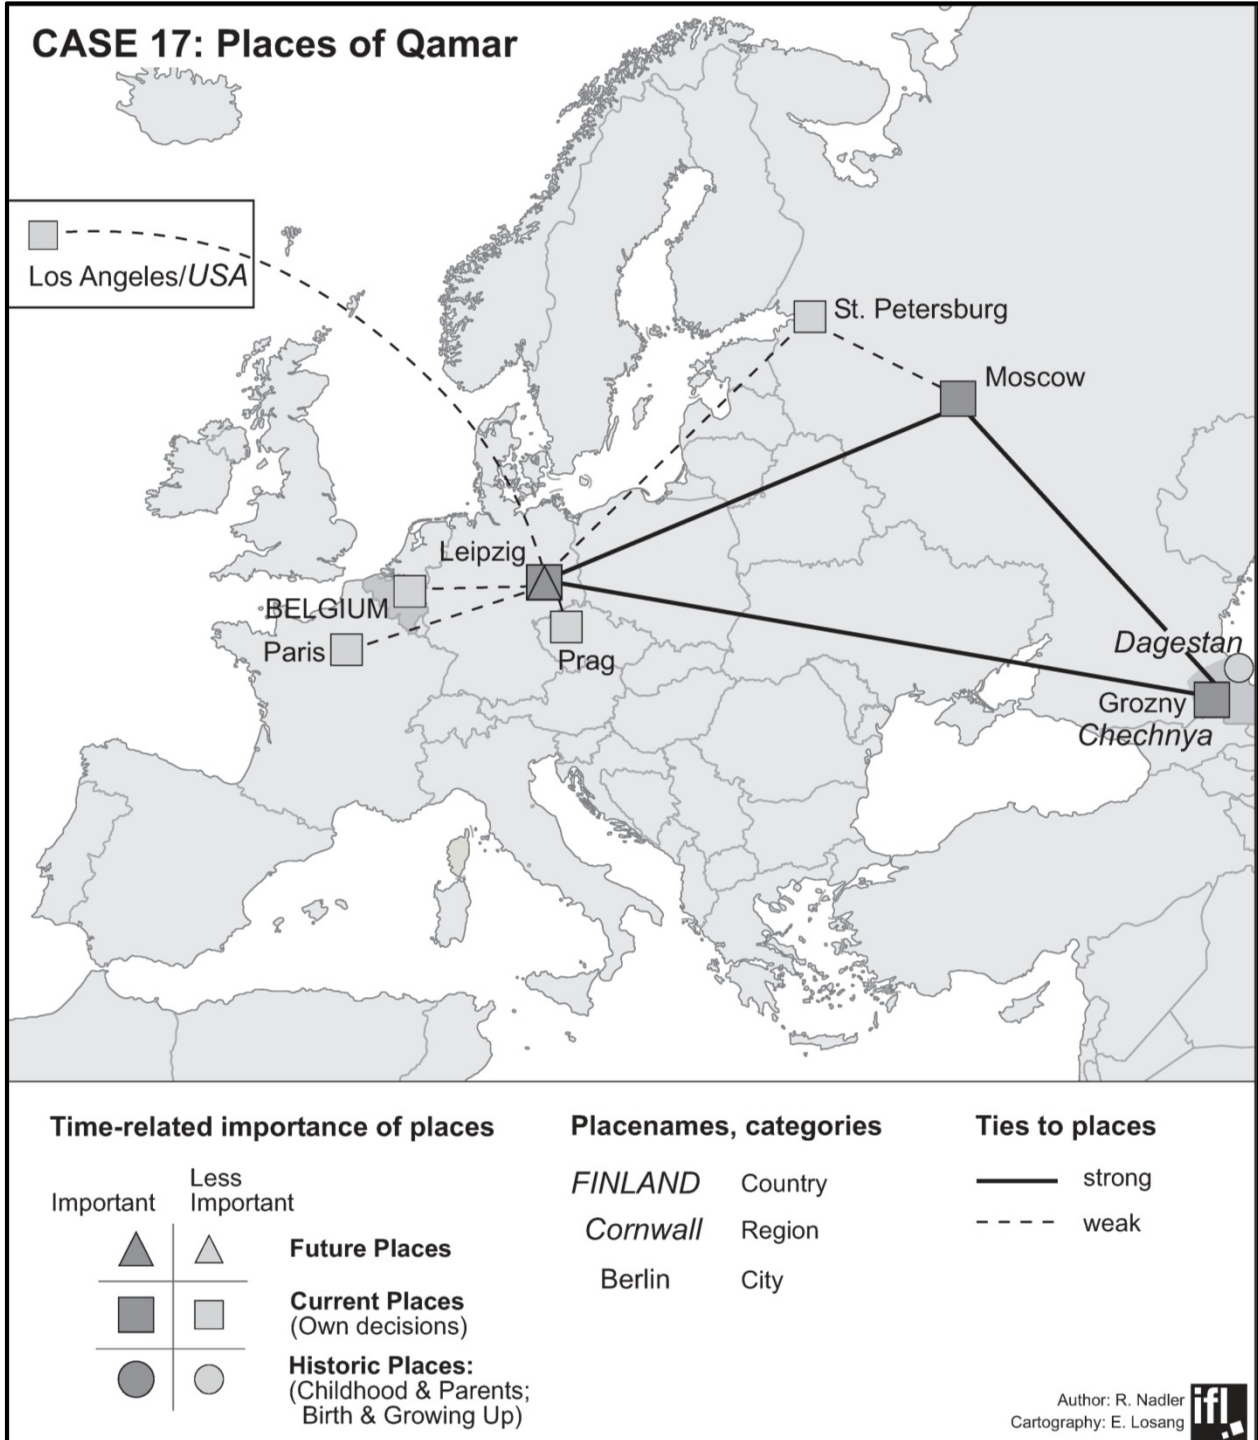 CASE 17: Places of Qamar
Los Angeles/USA
St. Petersburg
Moscow
Leipzig
BELGIUM
Paris
Prag
Dagestan
Grozny
Chechnya
Time-related importance of places
Important
Less
Important
Future Places
Current Places
(Own decisions)
Historic Places:
(Childhood & Parents;
Birth & Growing Up)
Placenames, categories
FINLAND Country
Cornwall Region
Berlin City
Ties to places
strong
weak
Author: R. Nadler
Cartography: E. Losang
ifl